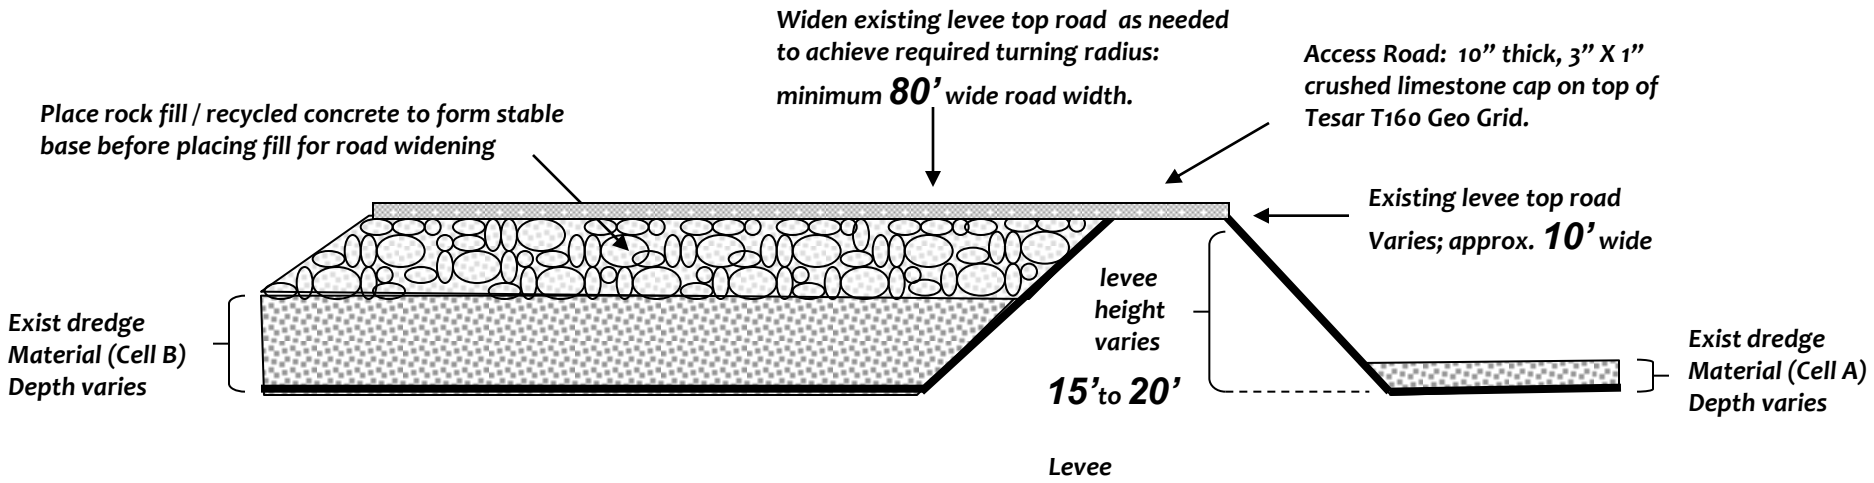 Widen existing levee top road as needed
to achieve required turning radius:
minimum 80’ wide road width.
Access Road: 10” thick, 3” X 1”
crushed limestone cap on top of
Tesar T160 Geo Grid.
Place rock fill / recycled concrete to form stable
base before placing fill for road widening
Existing levee top road
Varies; approx. 10’ wide
levee
height
varies
15’to 20’
Exist dredge
Material (Cell B)
Depth varies
Exist dredge
Material (Cell A)
Depth varies
Levee